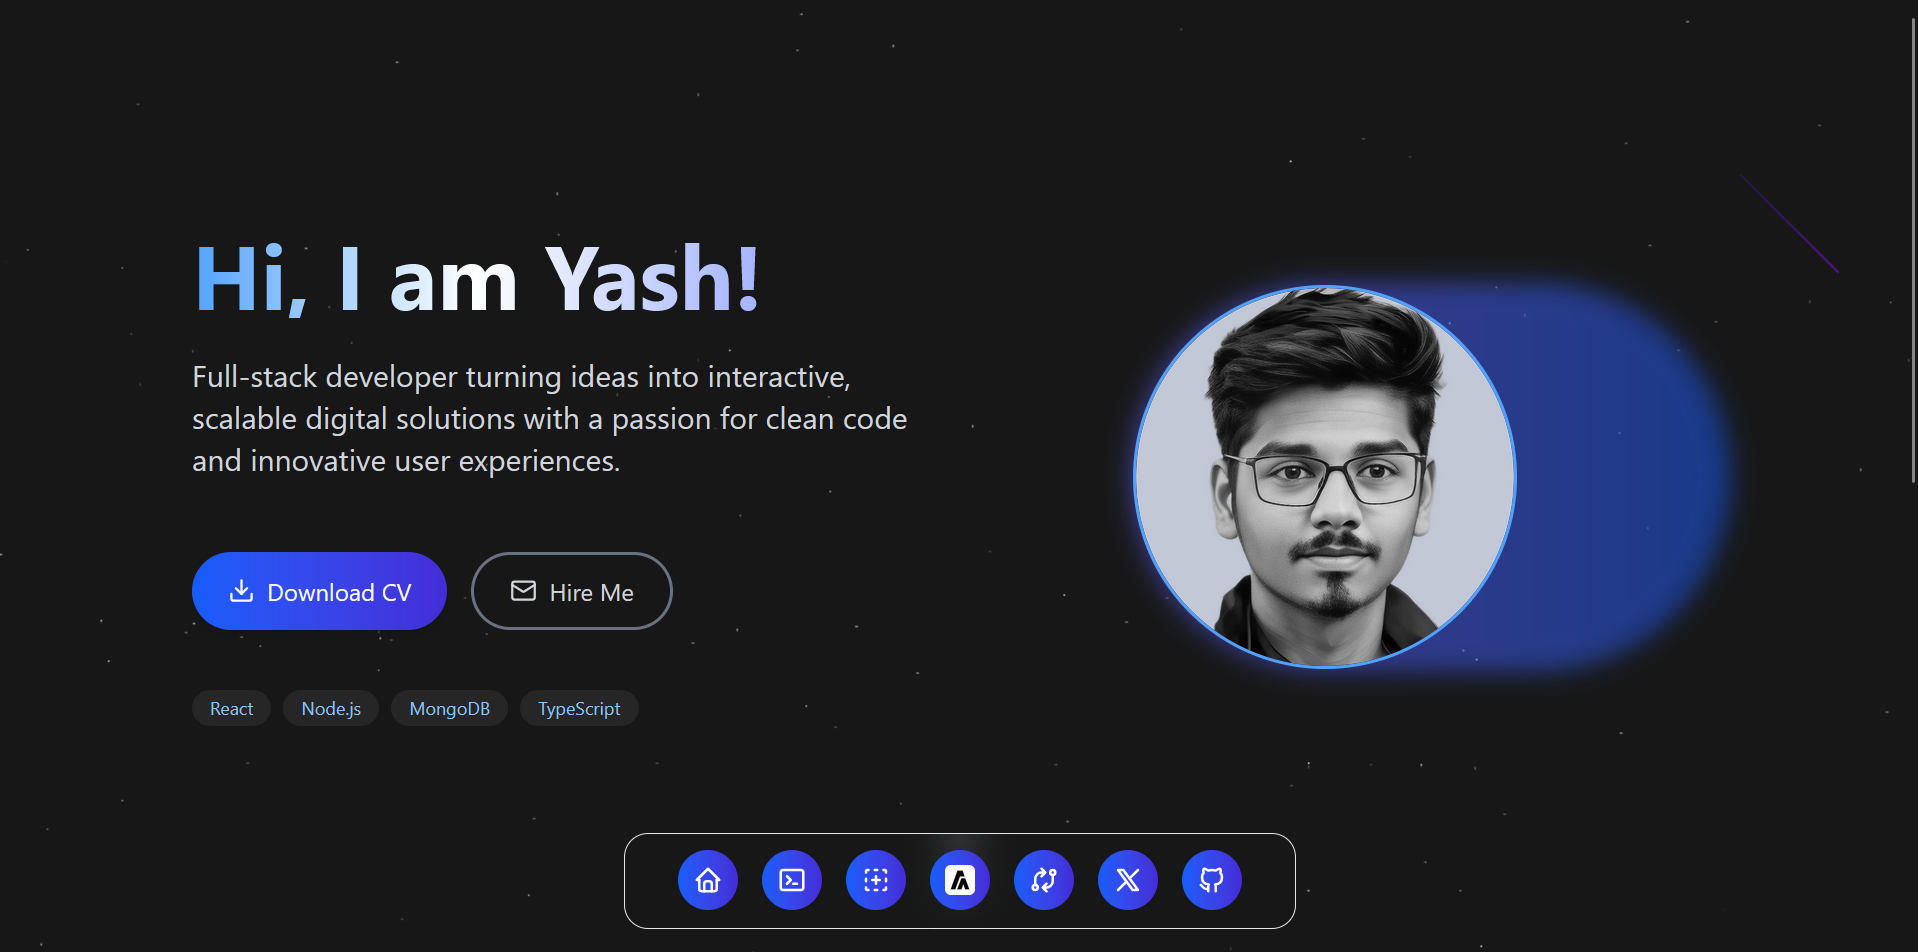 Hi, I am Yash!
Full-stack developer turning ideas into interactive,
scalable digital solutions with a passion for clean code
and innovative user experiences.
Download CV
Hire Me
React
Node.js
MongoDB
TypeScript